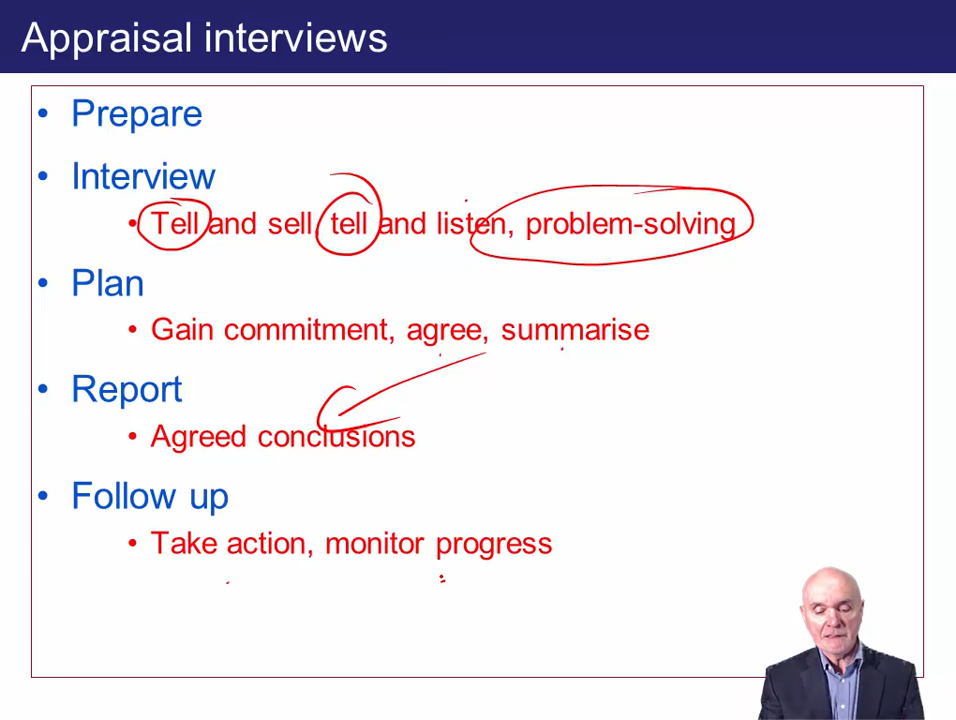 Appraisal interviews
• Prepare
• Interview
• Tell and sell, tell and listen, problem-solving
• Plan
• Gain commitment, agree, summarise
• Report
• Agreed conclusions
• Follow up
• Take action, monitor progress